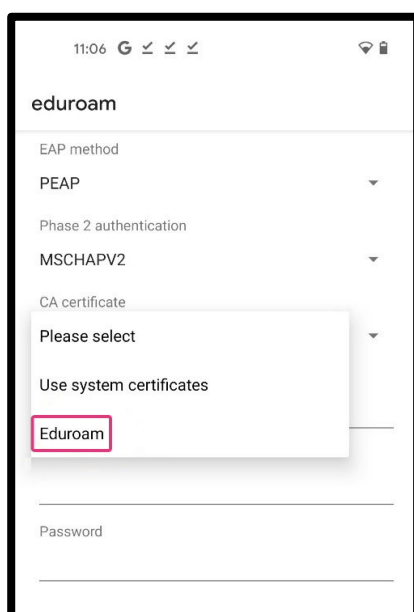 11:06 G
eduroam
EAP method
PEAP
Phase 2 authentication
MSCHAPV2
CA certificate
Please select
Use system certificates
Eduroam
Password